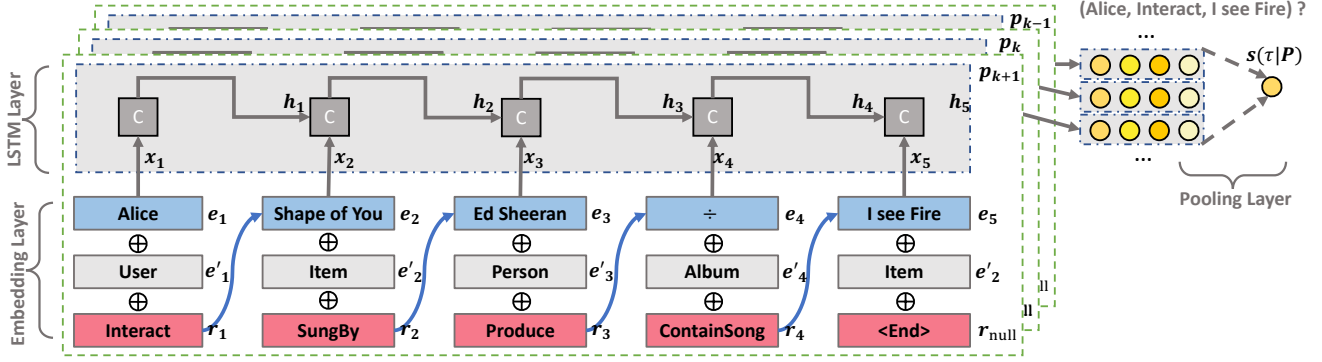 p_{k−1} (Alice, Interact, I see Fire) ?
p_k ...
p_{k+1} s(τ|P)
LSTM Layer
C h_1 C h_2 C h_3 C h_4 C h_5
x_1 x_2 x_3 x_4 x_5
...
Pooling Layer
Embedding Layer
Alice e_1 Shape of You e_2 Ed Sheeran e_3 ÷ e_4 I see Fire e_5
⊕ ⊕ ⊕ ⊕ ⊕
User e'_1 Item e'_2 Person e'_3 Album e'_4 Item e'_2
ll
ll
⊕ ⊕ ⊕ ⊕ ⊕
Interact r_1 SungBy r_2 Produce r_3 ContainSong r_4 <End> r_null